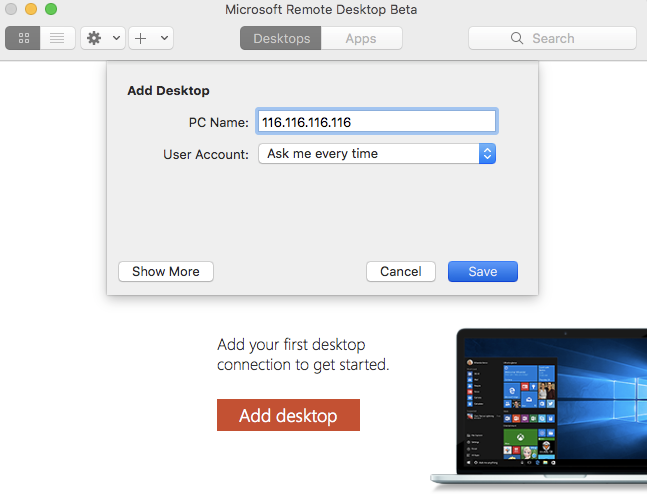 Microsoft Remote Desktop Beta
Desktops Apps Search
Add Desktop
PC Name: 116.116.116.116
User Account: Ask me every time
Show More Cancel Save
Add your first desktop
connection to get started.
Add desktop